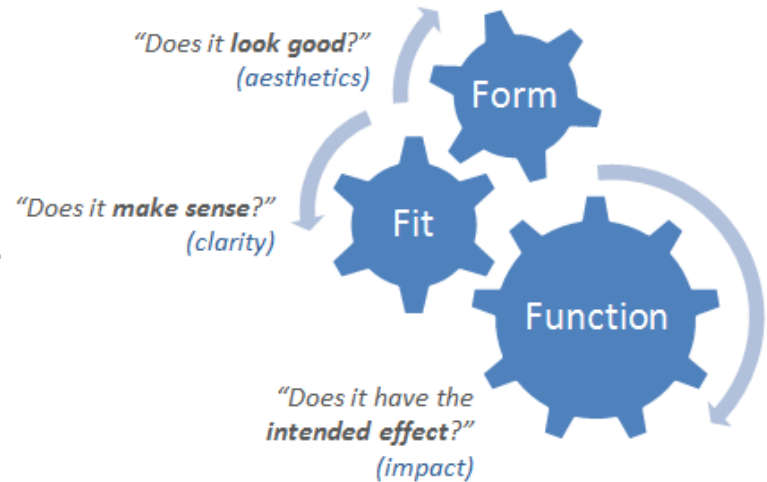 “Does it look good?”
(aesthetics)
Form
“Does it make sense?”
(clarity)
Fit
Function
“Does it have the
intended effect?”
(impact)